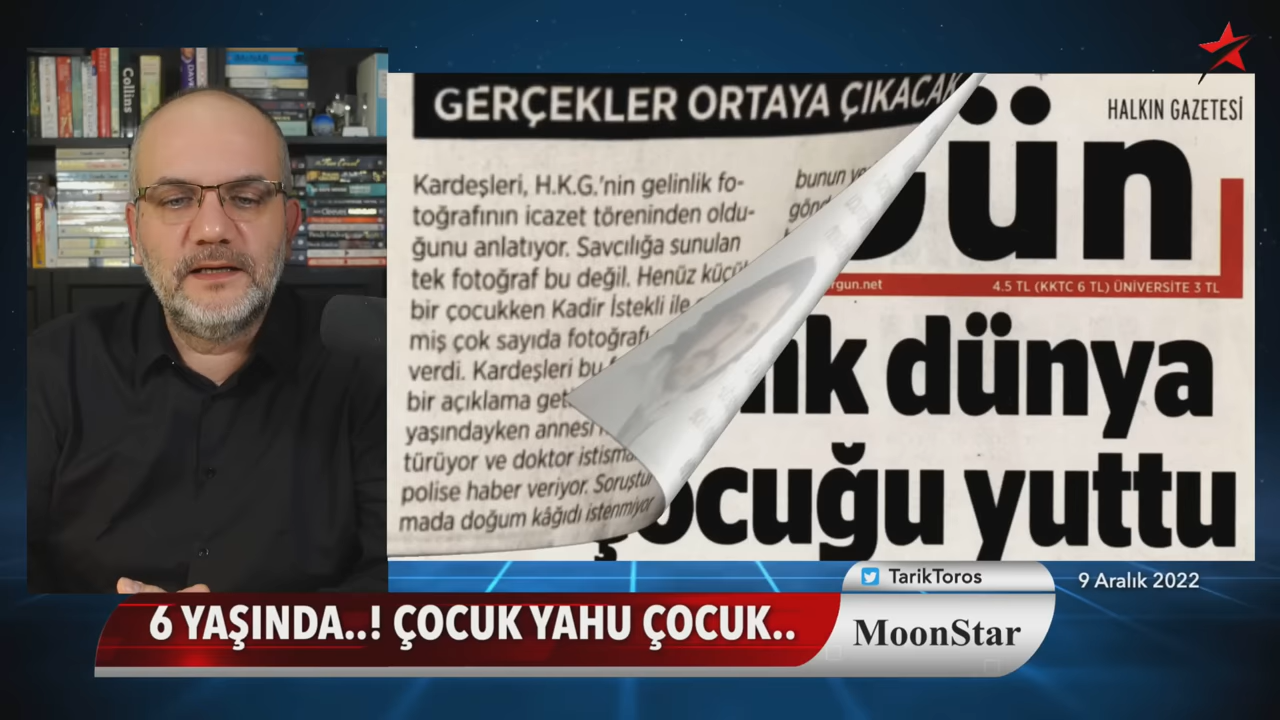 Collins
GERÇEKLER ORTAYA ÇIKACAK
Kardeşleri, H.K.G.'nin gelinlik fo-
toğrafının icazet töreninden oldu-
ğunu anlatıyor. Savcılığa sunulan
tek fotoğraf bu değil. Henüz küçü
bir çocukken Kadir İstekli ile
miş çok sayıda fotoğraf
verdi. Kardeşleri bu
bir açıklama get
yaşındayken annesi
türüyor ve doktor istisma
polise haber veriyor. Soruştur
mada doğum kâğıdı istenmiyor
bunun
HALKIN GAZETESİ
Gün
rgun.net
4.5 TL (KKTC 6 TL) ÜNİVERSİTE 3 TL
lık dünya
çocuğu yuttu
TarikToros
9 Aralık 2022
6 YAŞINDA..! ÇOCUK YAHU ÇOCUK..
MoonStar